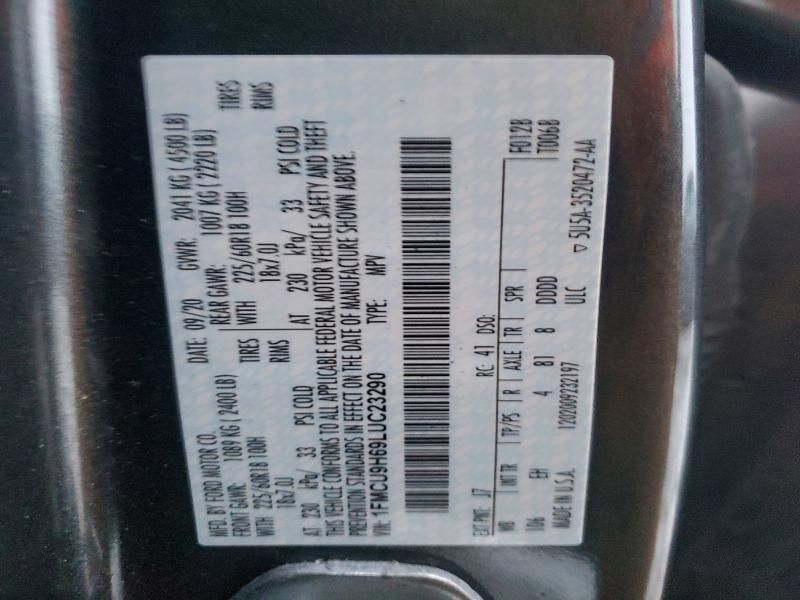 MFD. BY FORD MOTOR CO.
DATE: 09/20 GVWR: 2041 KG ( 4500 LB)
FRONT GAWR: 1089 KG ( 2400 LB) REAR GAWR: 1007 KG ( 2220 LB)
WITH 225/60R18 100H TIRES WITH 225/60R18 100H TIRES
18x7.0J RIMS 18x7.0J RIMS
AT 230 kPa/ 33 PSI COLD AT 230 kPa/ 33 PSI COLD
THIS VEHICLE CONFORMS TO ALL APPLICABLE FEDERAL MOTOR VEHICLE SAFETY AND THEFT
PREVENTION STANDARDS IN EFFECT ON THE DATE OF MANUFACTURE SHOWN ABOVE.
VIN: 1FMCU9H69LUC23290 TYPE: MPV
EXT PNT: J7 RC: 41 DSO: F0128
T0068
WB INT TR TP/PS R AXLE TR SPR
106 EH 4 81 8 DDDD
MADE IN U.S.A. 1202009232197 ULC
▽ 5U5A-3520472-AA